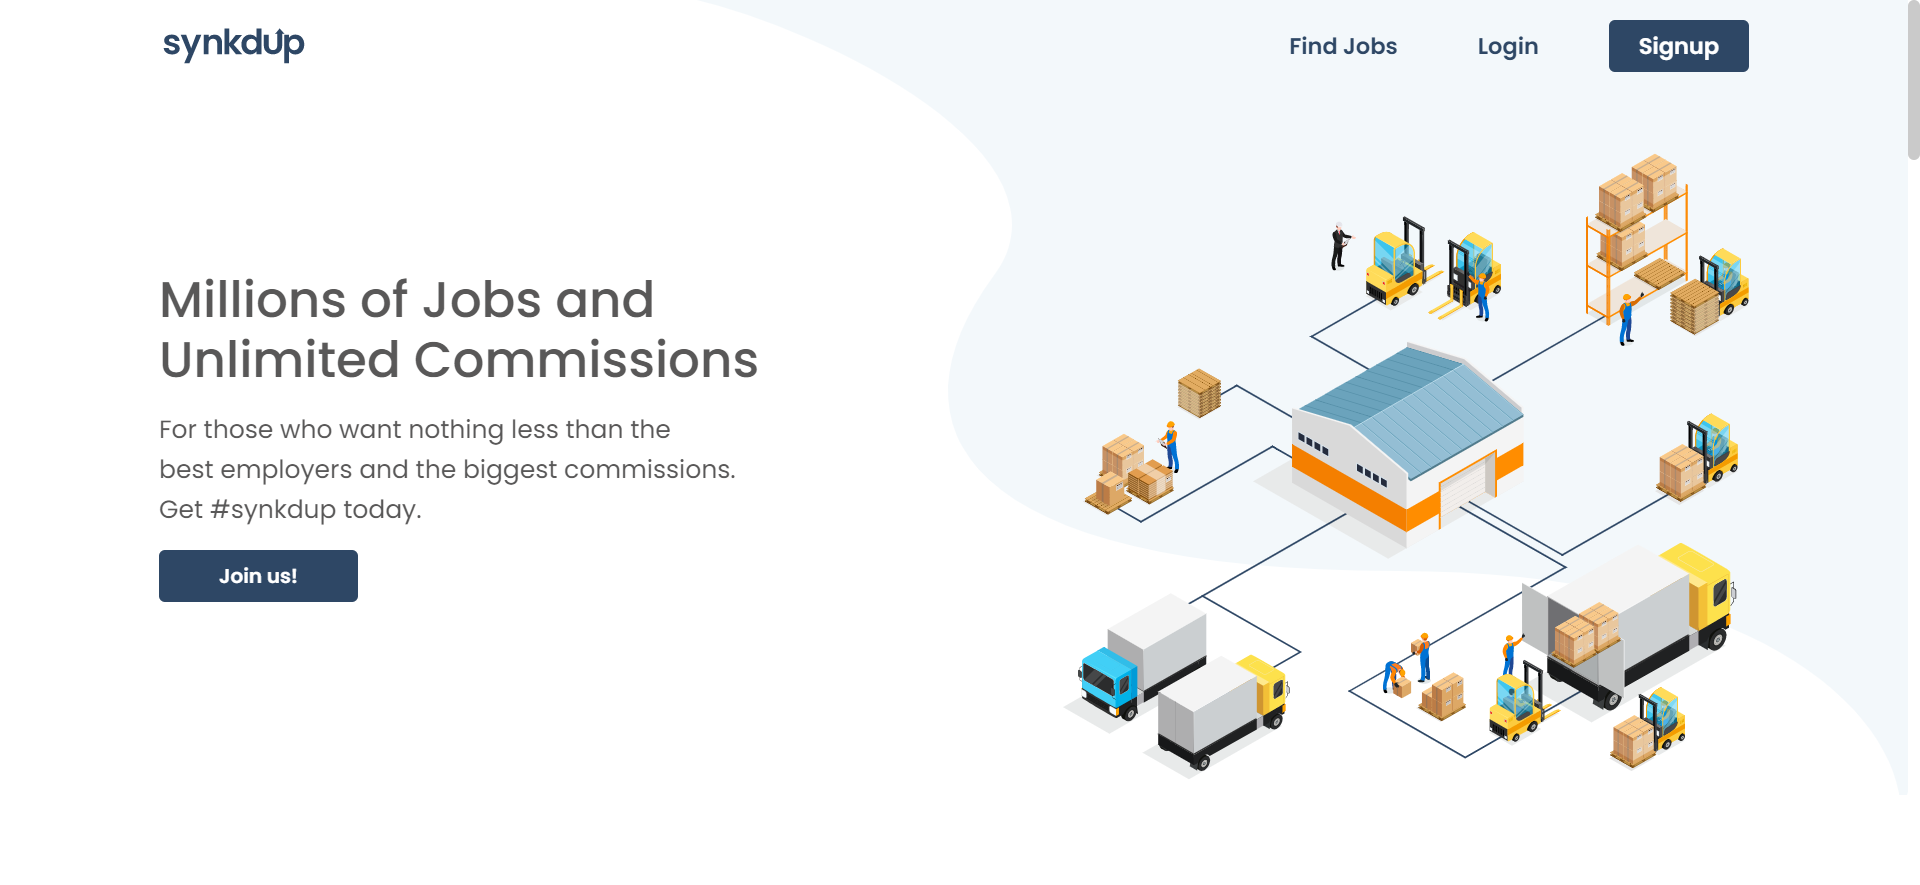 synkdup
Find Jobs
Login
Signup
Millions of Jobs and
Unlimited Commissions
For those who want nothing less than the
best employers and the biggest commissions.
Get #synkdup today.
Join us!